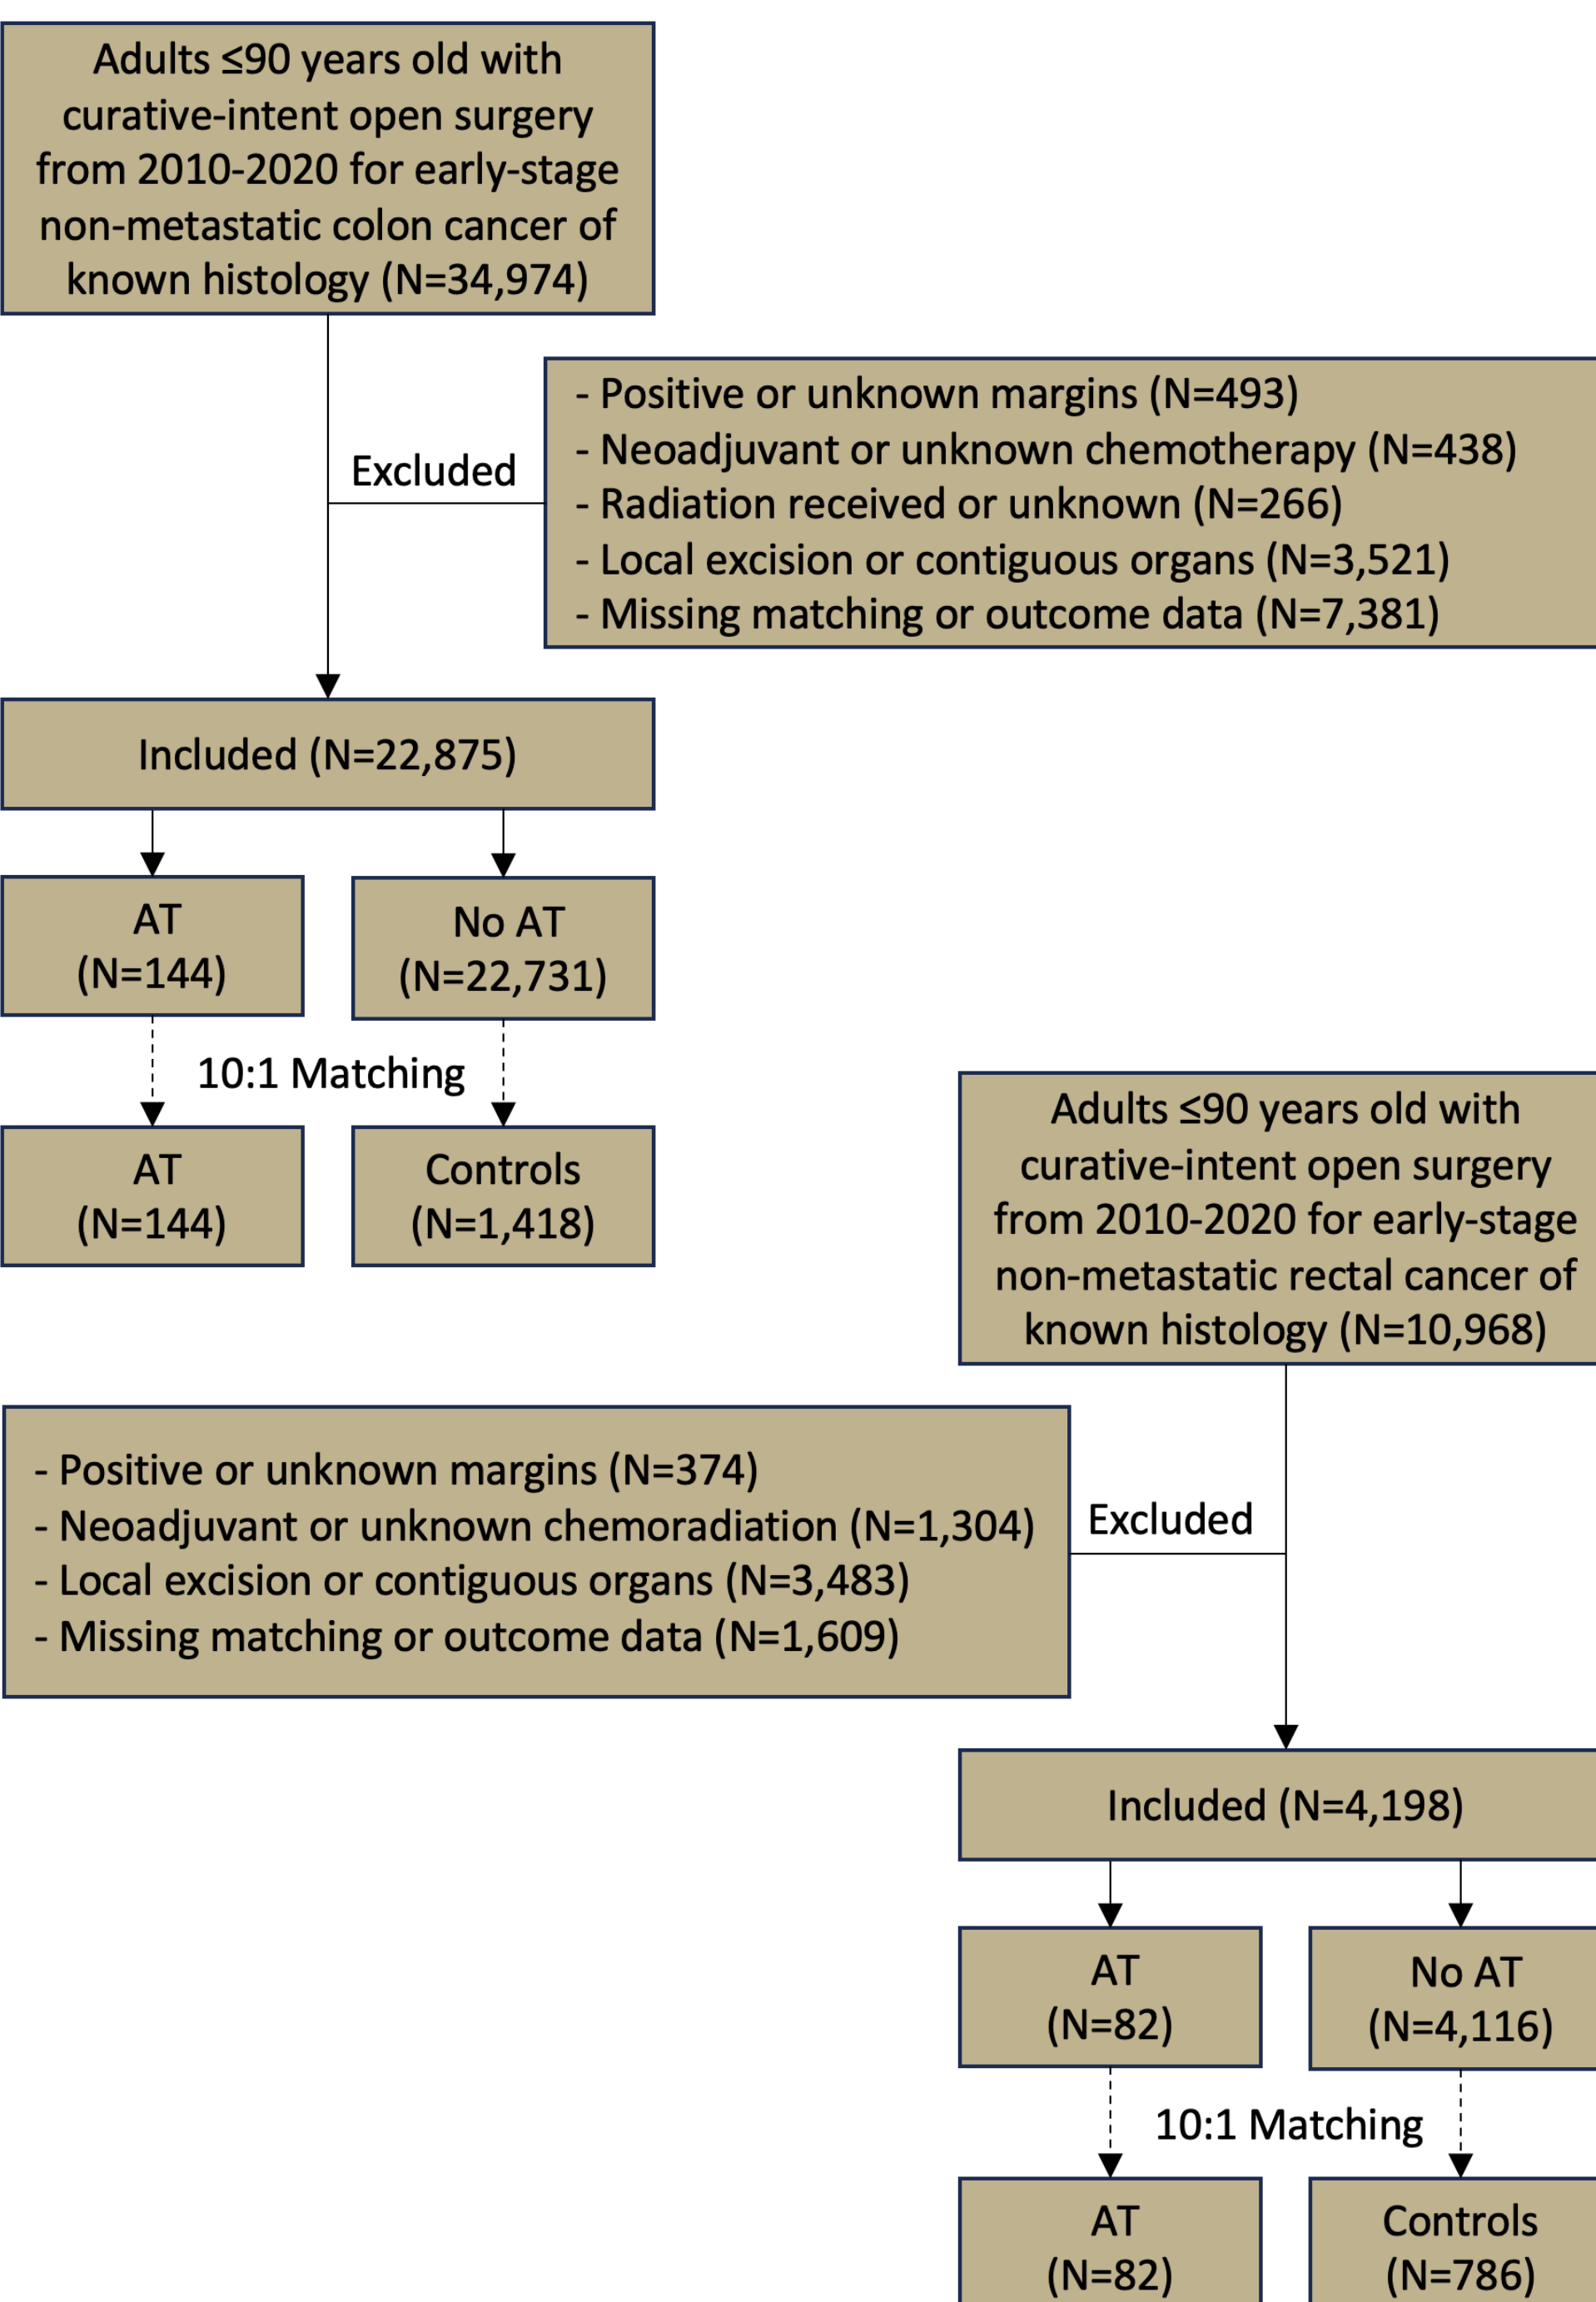 Adults ≤90 years old with
curative-intent open surgery
from 2010-2020 for early-stage
non-metastatic colon cancer of
known histology (N=34,974)
Excluded
- Positive or unknown margins (N=493)
- Neoadjuvant or unknown chemotherapy (N=438)
- Radiation received or unknown (N=266)
- Local excision or contiguous organs (N=3,521)
- Missing matching or outcome data (N=7,381)
Included (N=22,875)
AT
(N=144)
No AT
(N=22,731)
10:1 Matching
AT
(N=144)
Controls
(N=1,418)
Adults ≤90 years old with
curative-intent open surgery
from 2010-2020 for early-stage
non-metastatic rectal cancer of
known histology (N=10,968)
- Positive or unknown margins (N=374)
- Neoadjuvant or unknown chemoradiation (N=1,304)
- Local excision or contiguous organs (N=3,483)
- Missing matching or outcome data (N=1,609)
Excluded
Included (N=4,198)
AT
(N=82)
No AT
(N=4,116)
10:1 Matching
AT
(N=82)
Controls
(N=786)